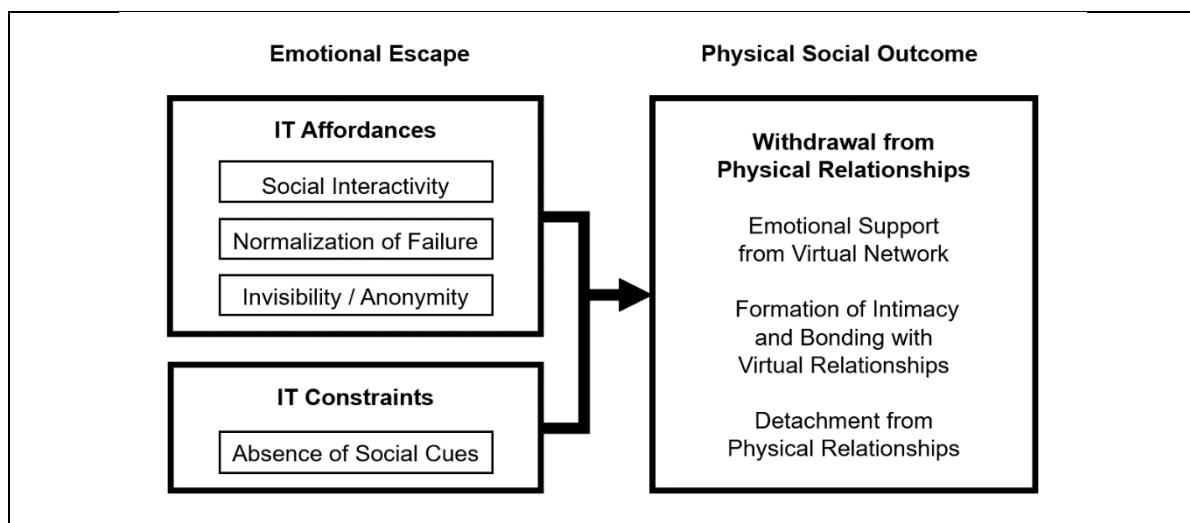 Emotional Escape
Physical Social Outcome
IT Affordances
Social Interactivity
Normalization of Failure
Invisibility / Anonymity
IT Constraints
Absence of Social Cues
Withdrawal from
Physical Relationships
Emotional Support
from Virtual Network
Formation of Intimacy
and Bonding with
Virtual Relationships
Detachment from
Physical Relationships